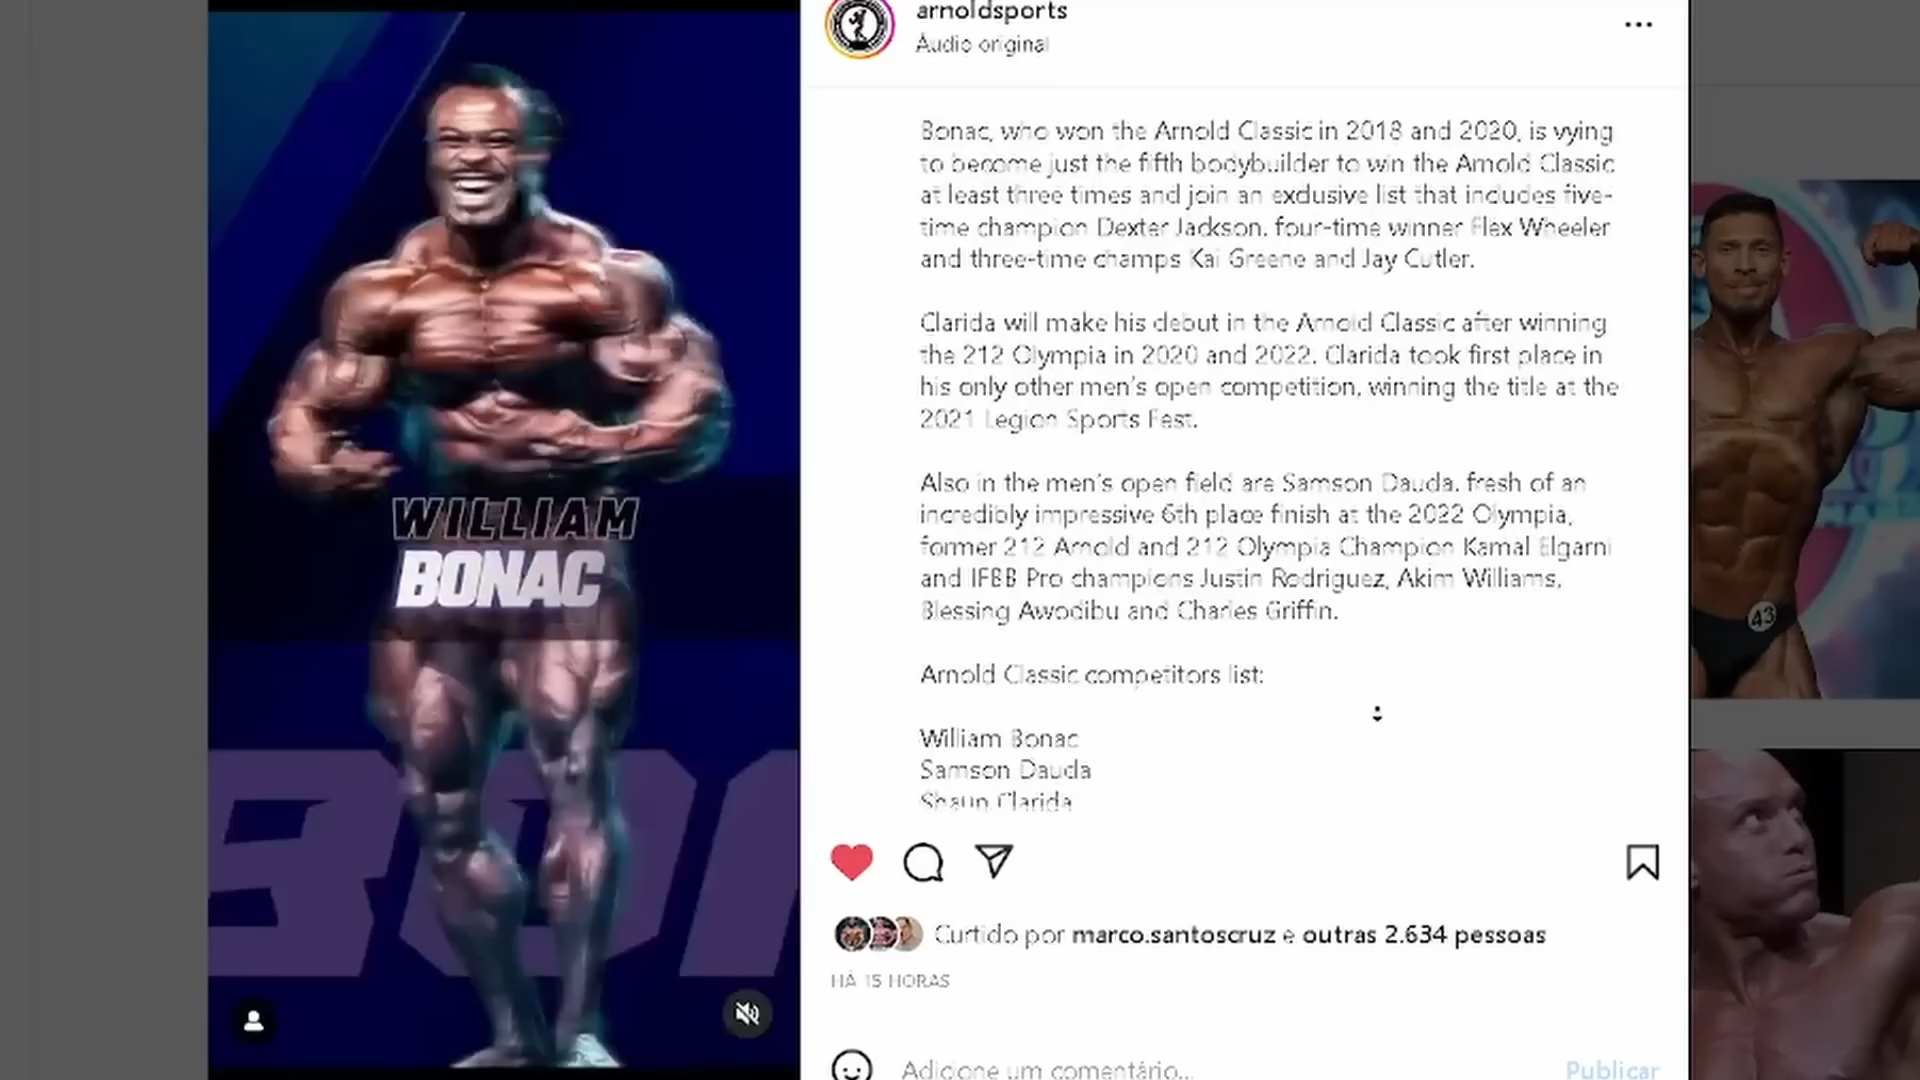 arnoldsports
Áudio original
Bonac, who won the Arnold Classic in 2018 and 2020, is vying
to become just the fifth bodybuilder to win the Arnold Classic
at least three times and join an exclusive list that includes five-
time champion Dexter Jackson, four-time winner Flex Wheeler
and three-time champs Kai Greene and Jay Cutler.
Clarida will make his debut in the Arnold Classic after winning
the 212 Olympia in 2020 and 2022. Clarida took first place in
his only other men's open competition, winning the title at the
2021 Legion Sports Fest.
Also in the men's open field are Samson Dauda, fresh of an
incredibly impressive 6th place finish at the 2022 Olympia,
former 212 Arnold and 212 Olympia Champion Kamal Elgarni
and IFBB Pro champions Justin Rodriguez, Akim Williams,
Blessing Awodibu and Charles Griffin.
Arnold Classic competitors list:
William Bonac
Samson Dauda
Shaun Clarida
Curtido por marco.santoscruz e outras 2.634 pessoas
HÁ 15 HORAS
Adicione um comentário...
Publicar
WILLIAM
BONAC
BON
43